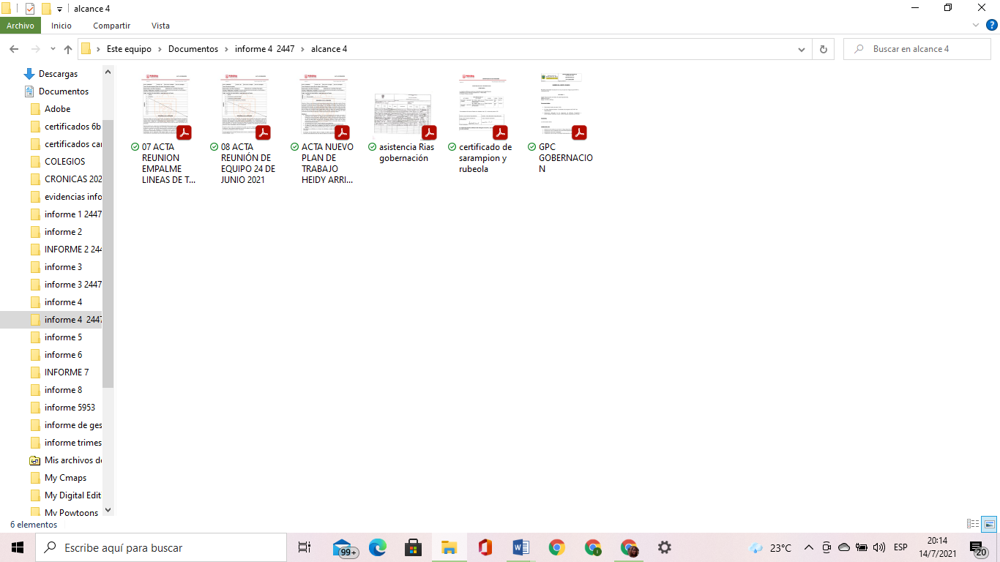 alcance 4
Archivo
Inicio
Compartir
Vista
Este equipo
Documentos
informe 4 2447
alcance 4
Buscar en alcance 4
Descargas
Documentos
Adobe
certificados 6b
certificados car
COLEGIOS
CRONICAS 202
evidencias info
informe 1 2447
informe 2
INFORME 2 244
informe 3
informe 3 2447
informe 4
informe 4 2447
informe 5
informe 6
INFORME 7
informe 8
informe 5953
informe de ges
informe trimes
Mis archivos de
My Cmaps
My Digital Edit
My Powtoons
07 ACTA
REUNION
EMPALME
LINEAS DE T...
08 ACTA
REUNIÓN DE
EQUIPO 24 DE
JUNIO 2021
ACTA NUEVO
PLAN DE
TRABAJO
HEIDY ARRI...
asistencia Rias
gobernación
certificado de
sarampion y
rubeola
GPC
GOBERNACIO
N
6 elementos
Escribe aquí para buscar
99+
23°C
ESP
20:14
14/7/2021
20